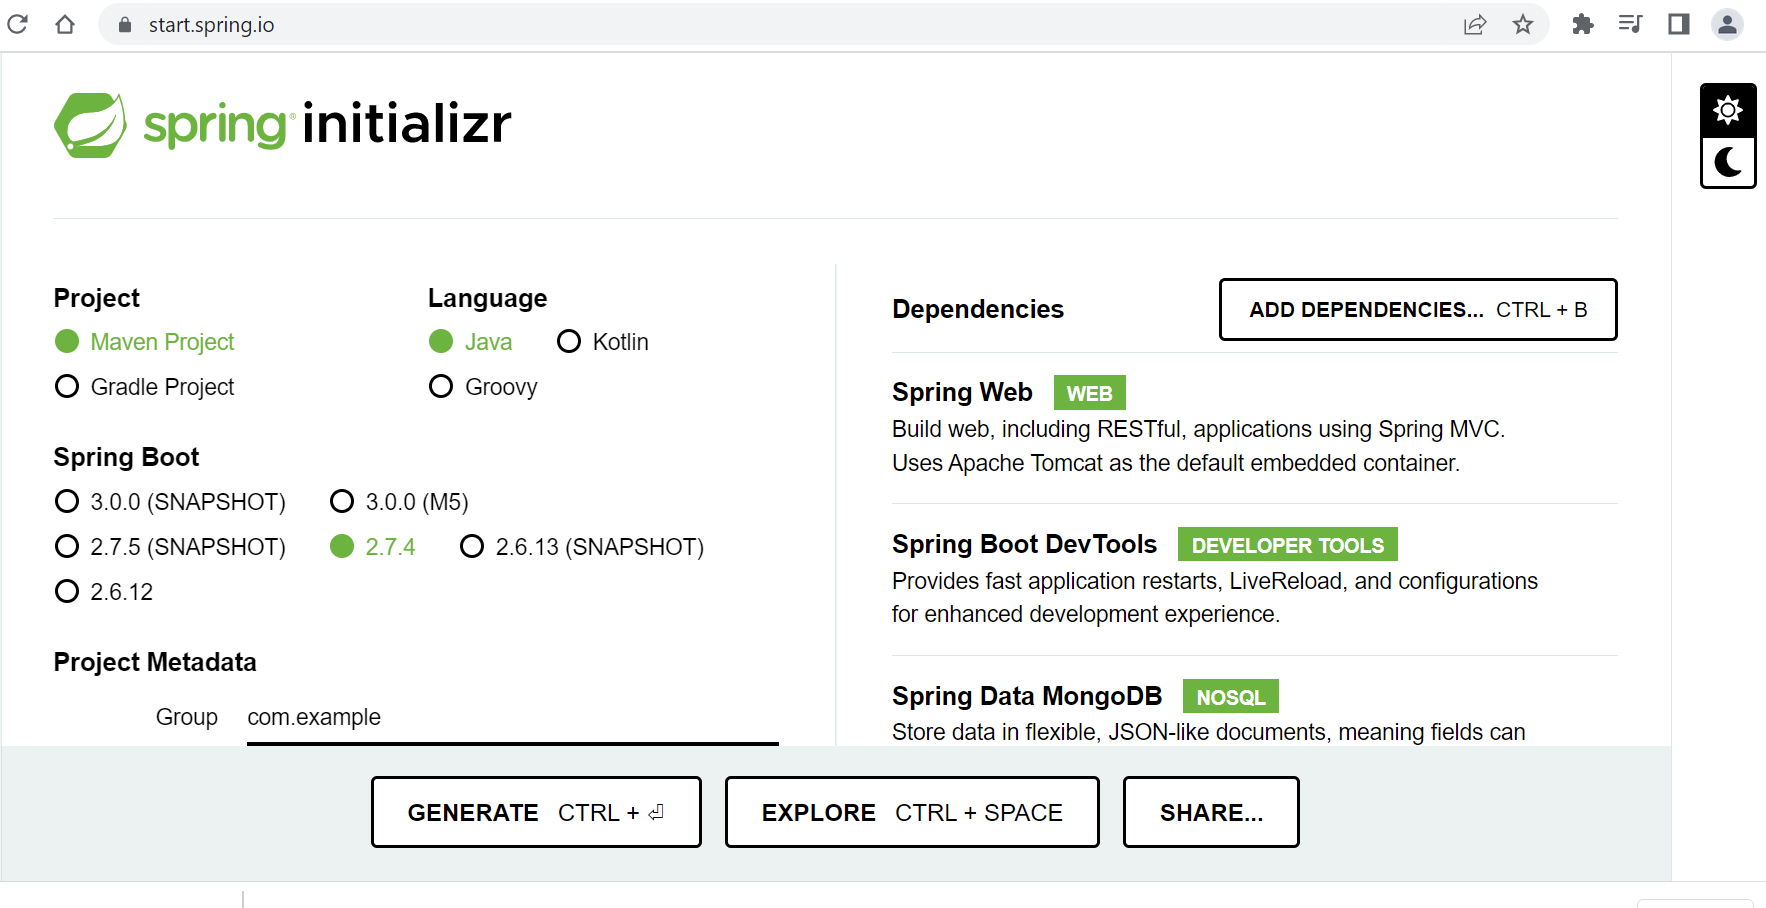 start.spring.io
spring® initializr
Project
Maven Project
Gradle Project
Language
Java Kotlin
Groovy
Spring Boot
3.0.0 (SNAPSHOT) 3.0.0 (M5)
2.7.5 (SNAPSHOT) 2.7.4 2.6.13 (SNAPSHOT)
2.6.12
Project Metadata
Group com.example
Dependencies
ADD DEPENDENCIES... CTRL + B
Spring Web WEB
Build web, including RESTful, applications using Spring MVC.
Uses Apache Tomcat as the default embedded container.
Spring Boot DevTools DEVELOPER TOOLS
Provides fast application restarts, LiveReload, and configurations
for enhanced development experience.
Spring Data MongoDB NOSQL
Store data in flexible, JSON-like documents, meaning fields can
GENERATE CTRL + ⏎
EXPLORE CTRL + SPACE
SHARE...